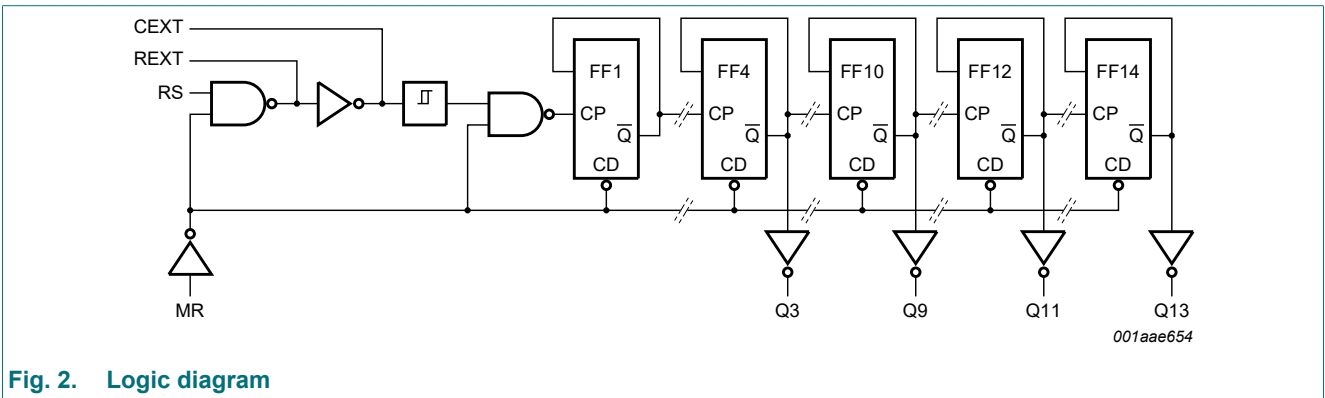 CEXT
REXT
RS
FF1 FF4 FF10 FF12 FF14
CP CP CP CP CP
Q Q Q Q Q
CD CD CD CD CD
MR Q3 Q9 Q11 Q13
001aae654
Fig. 2. Logic diagram